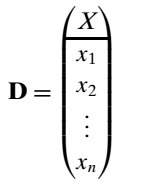 D =
X
x₁
x₂
⋮
xₙ